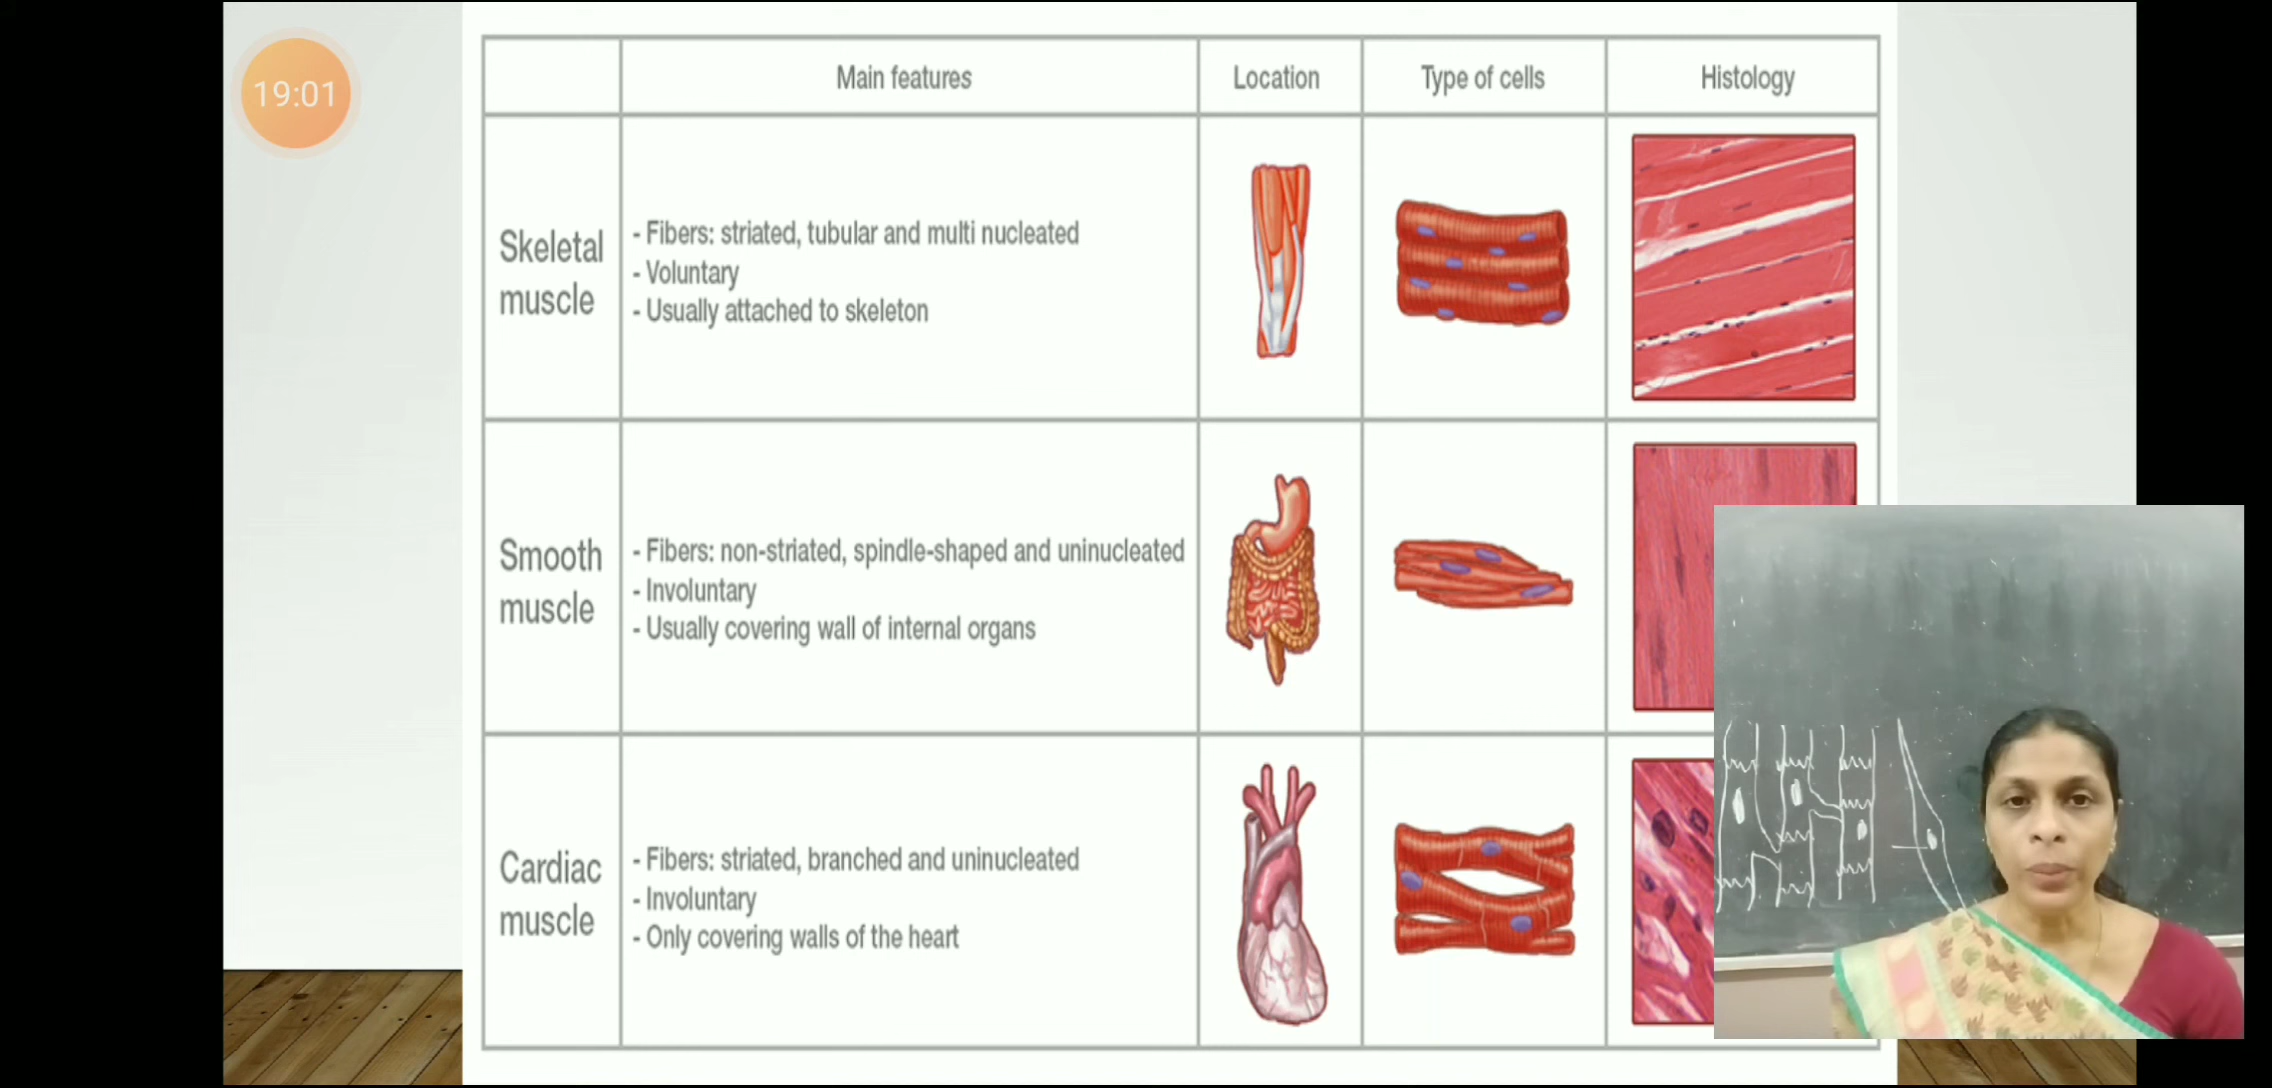 19:01
Main features
Location
Type of cells
Histology
Skeletal
muscle
- Fibers: striated, tubular and multi nucleated
- Voluntary
- Usually attached to skeleton
Smooth
muscle
- Fibers: non-striated, spindle-shaped and uninucleated
- Involuntary
- Usually covering wall of internal organs
Cardiac
muscle
- Fibers: striated, branched and uninucleated
- Involuntary
- Only covering walls of the heart